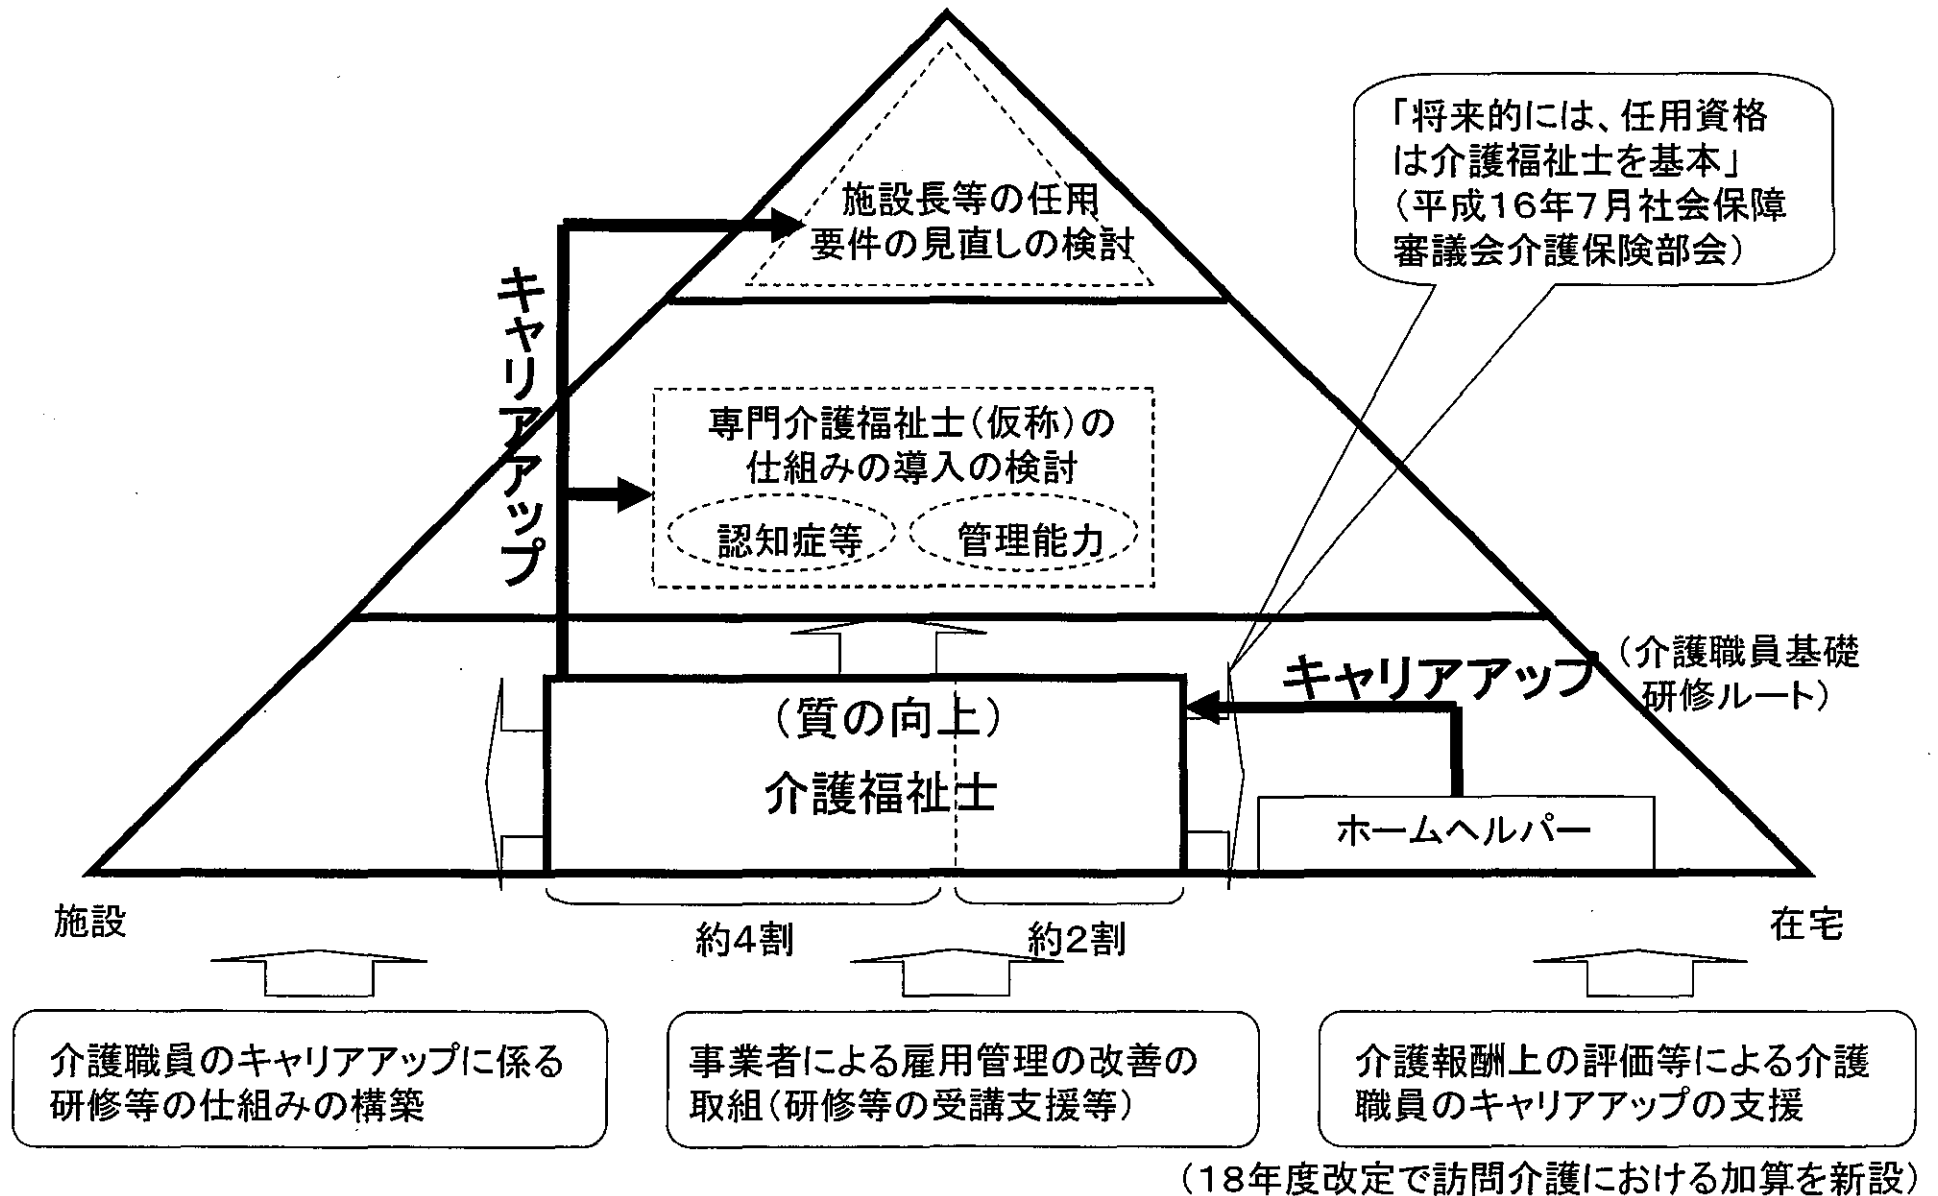 「将来的には、任用資格
は介護福祉士を基本」
（平成１６年７月社会保障
審議会介護保険部会）
施設長等の任用
要件の見直しの検討
キャリアアップ
専門介護福祉士（仮称）の
仕組みの導入の検討
認知症等
管理能力
キャリアアップ
（介護職員基礎
研修ルート）
（質の向上）
介護福祉士
ホームヘルパー
施設
約４割
約２割
在宅
介護職員のキャリアアップに係る
研修等の仕組みの構築
事業者による雇用管理の改善の
取組（研修等の受講支援等）
介護報酬上の評価等による介護
職員のキャリアアップの支援
（１８年度改定で訪問介護における加算を新設）